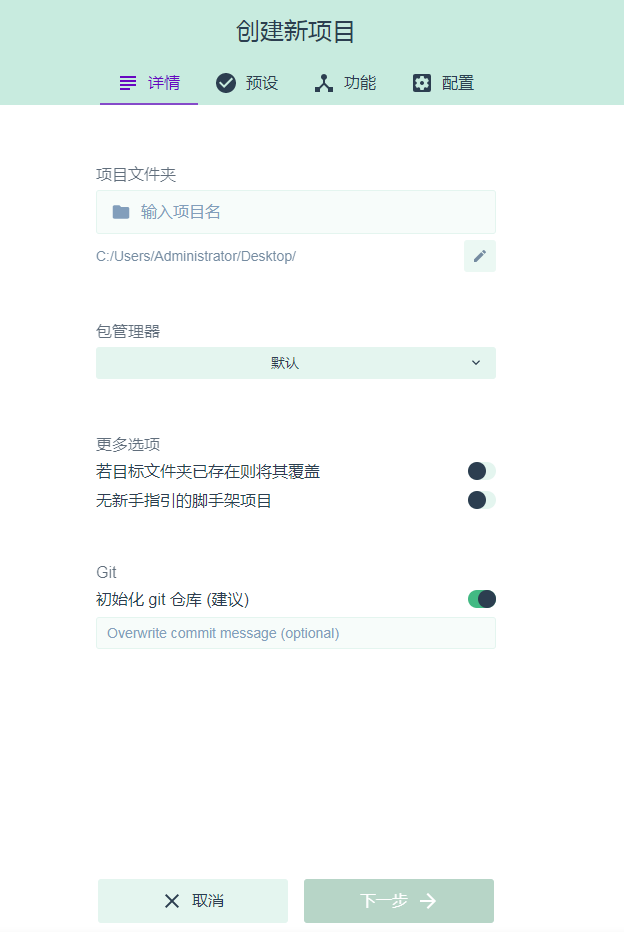 创建新项目
详情 预设 功能 配置
项目文件夹
输入项目名
C:/Users/Administrator/Desktop/
包管理器
默认
更多选项
若目标文件夹已存在则将其覆盖
无新手指引的脚手架项目
Git
初始化 git 仓库 (建议)
Overwrite commit message (optional)
取消 下一步